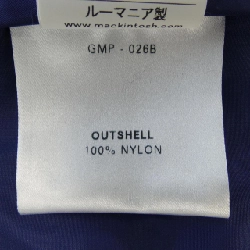 ルーマニア製
www.mackintosh.com
GMP - 026B
OUTSHELL
100% NYLON